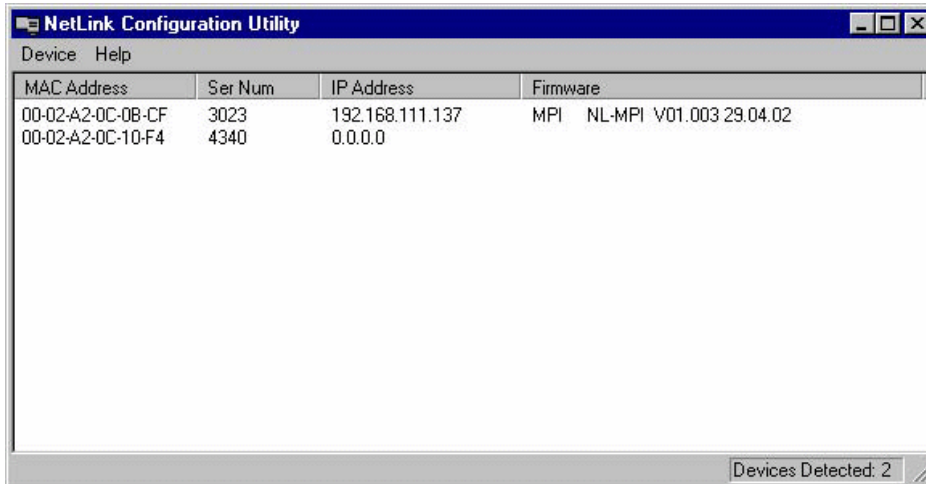 NetLink Configuration Utility
Device Help
MAC Address Ser Num IP Address Firmware
00-02-A2-0C-0B-CF 3023 192.168.111.137 MPI NL-MPI V01.003 29.04.02
00-02-A2-0C-10-F4 4340 0.0.0.0
Devices Detected: 2